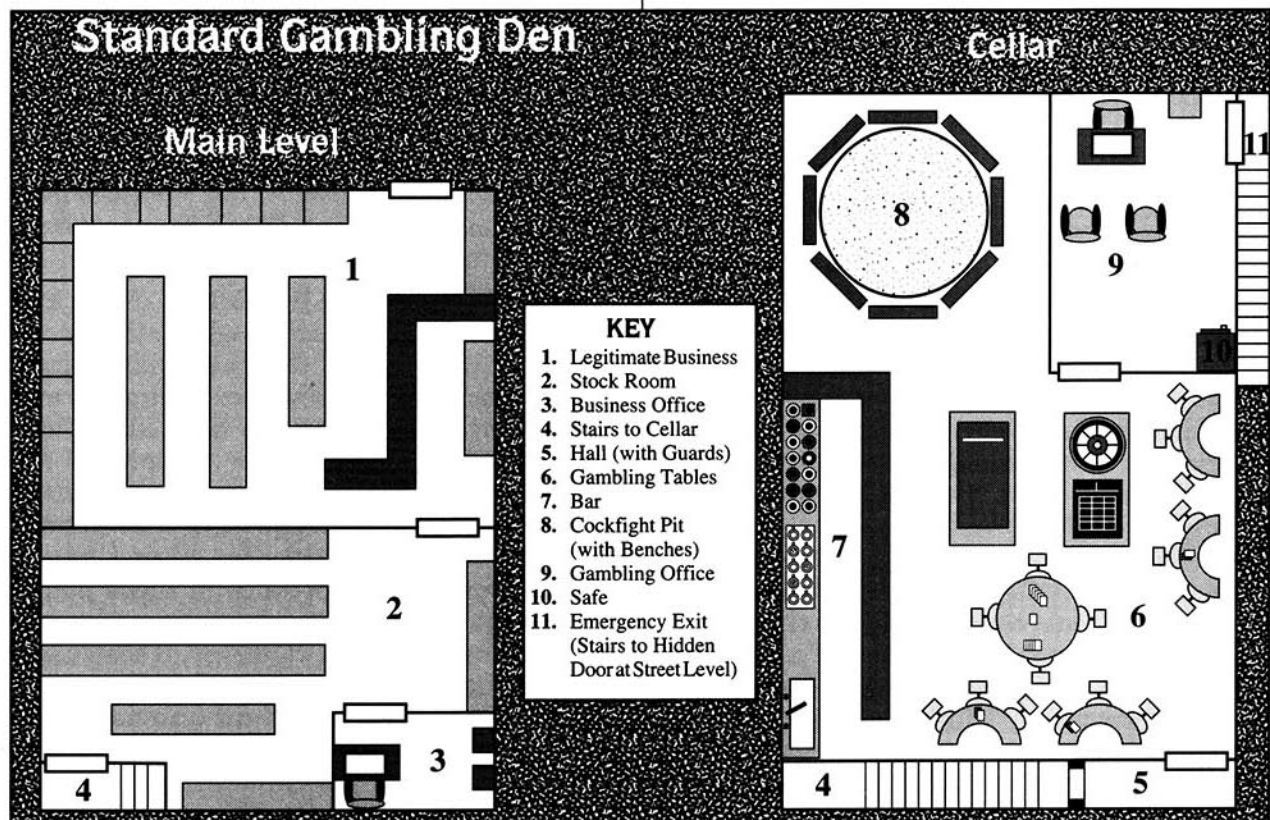 Standard Gambling Den
Cellar
Main Level
11
8
1
9
10
KEY
1. Legitimate Business
2. Stock Room
3. Business Office
4. Stairs to Cellar
5. Hall (with Guards)
6. Gambling Tables
7. Bar
8. Cockfight Pit
(with Benches)
9. Gambling Office
10. Safe
11. Emergency Exit
(Stairs to Hidden
Door at Street Level)
7
2
6
3
4
4
5